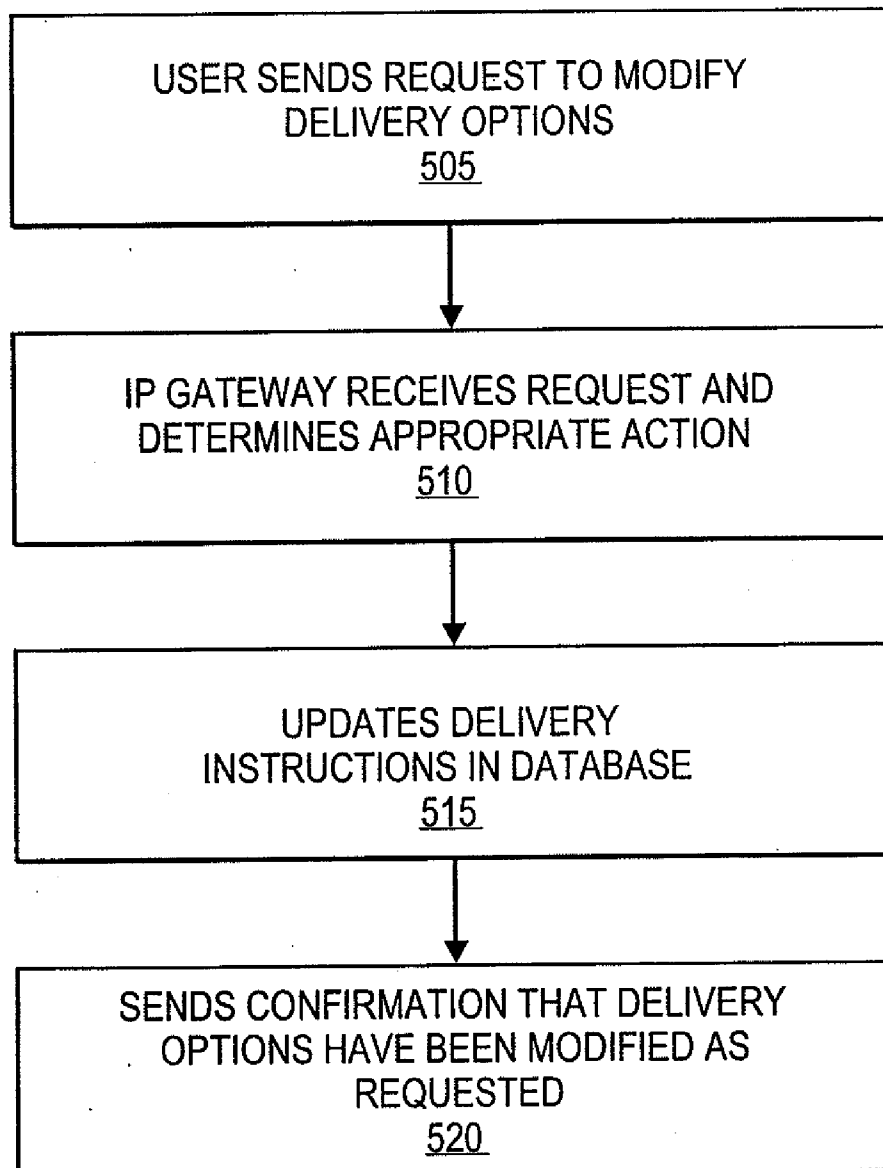 USER SENDS REQUEST TO MODIFY
DELIVERY OPTIONS
505
IP GATEWAY RECEIVES REQUEST AND
DETERMINES APPROPRIATE ACTION
510
UPDATES DELIVERY
INSTRUCTIONS IN DATABASE
515
SENDS CONFIRMATION THAT DELIVERY
OPTIONS HAVE BEEN MODIFIED AS
REQUESTED
520